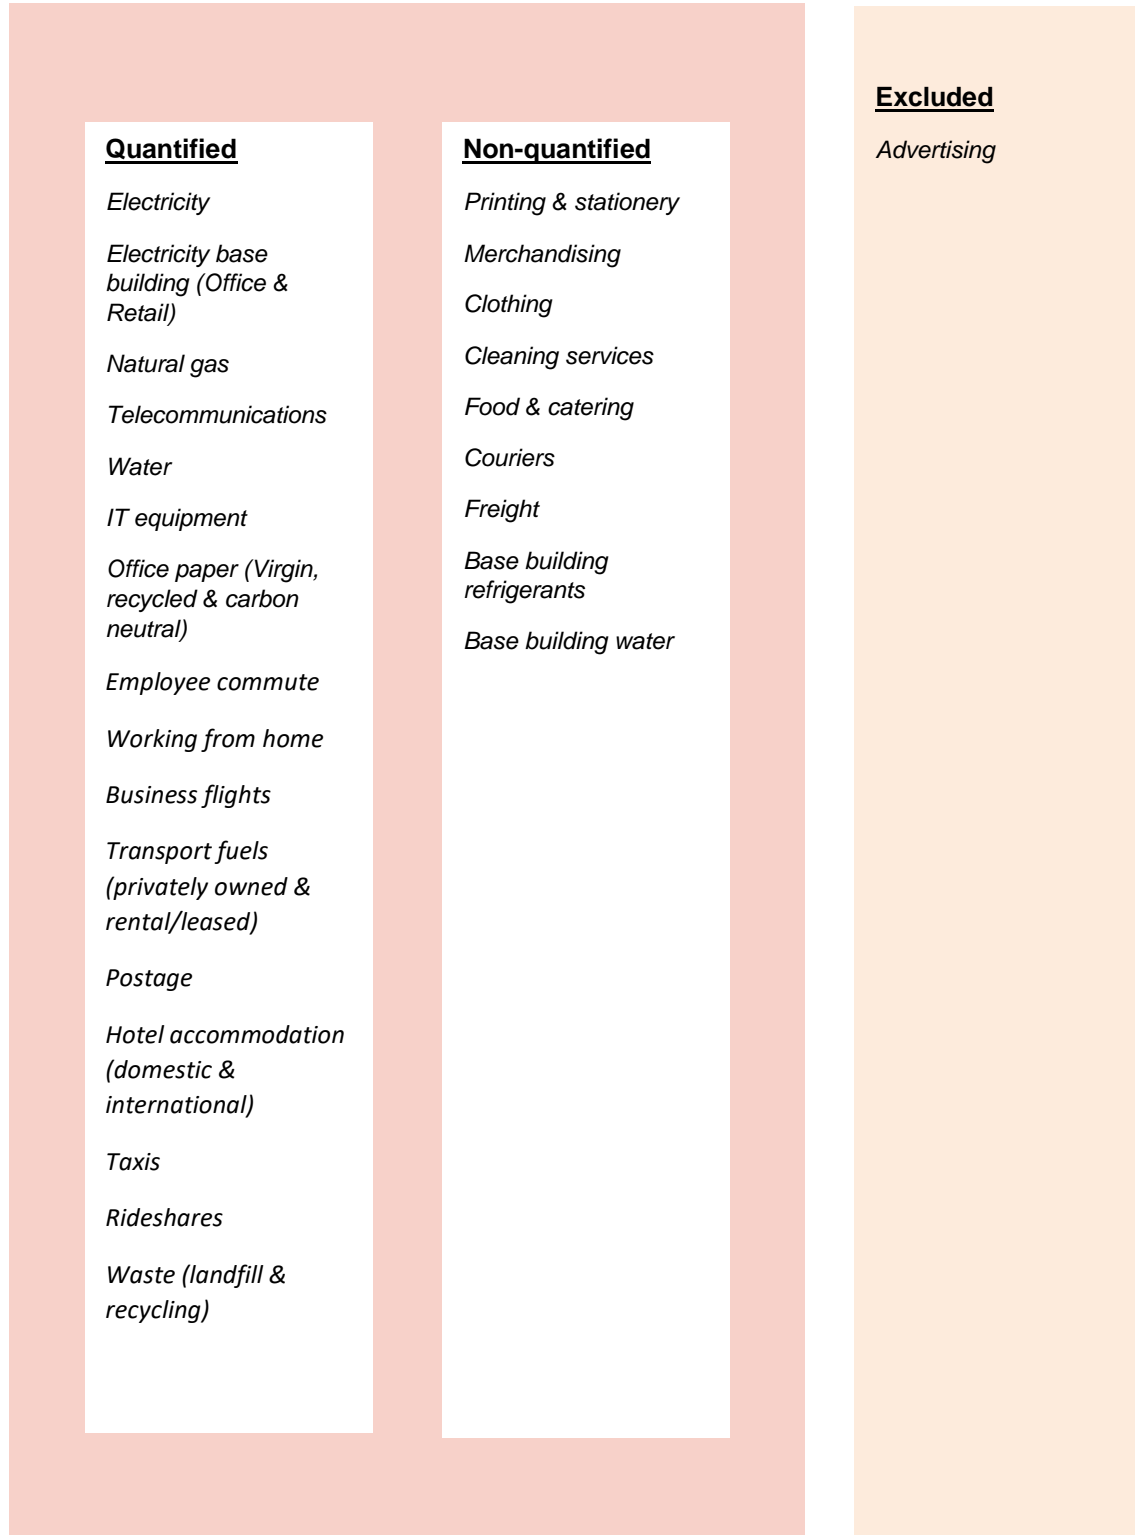 Quantified
Electricity
Electricity base
building (Office &
Retail)
Natural gas
Telecommunications
Water
IT equipment
Office paper (Virgin,
recycled & carbon
neutral)
Employee commute
Working from home
Business flights
Transport fuels
(privately owned &
rental/leased)
Postage
Hotel accommodation
(domestic &
international)
Taxis
Rideshares
Waste (landfill &
recycling)
Non-quantified
Printing & stationery
Merchandising
Clothing
Cleaning services
Food & catering
Couriers
Freight
Base building
refrigerants
Base building water
Excluded
Advertising